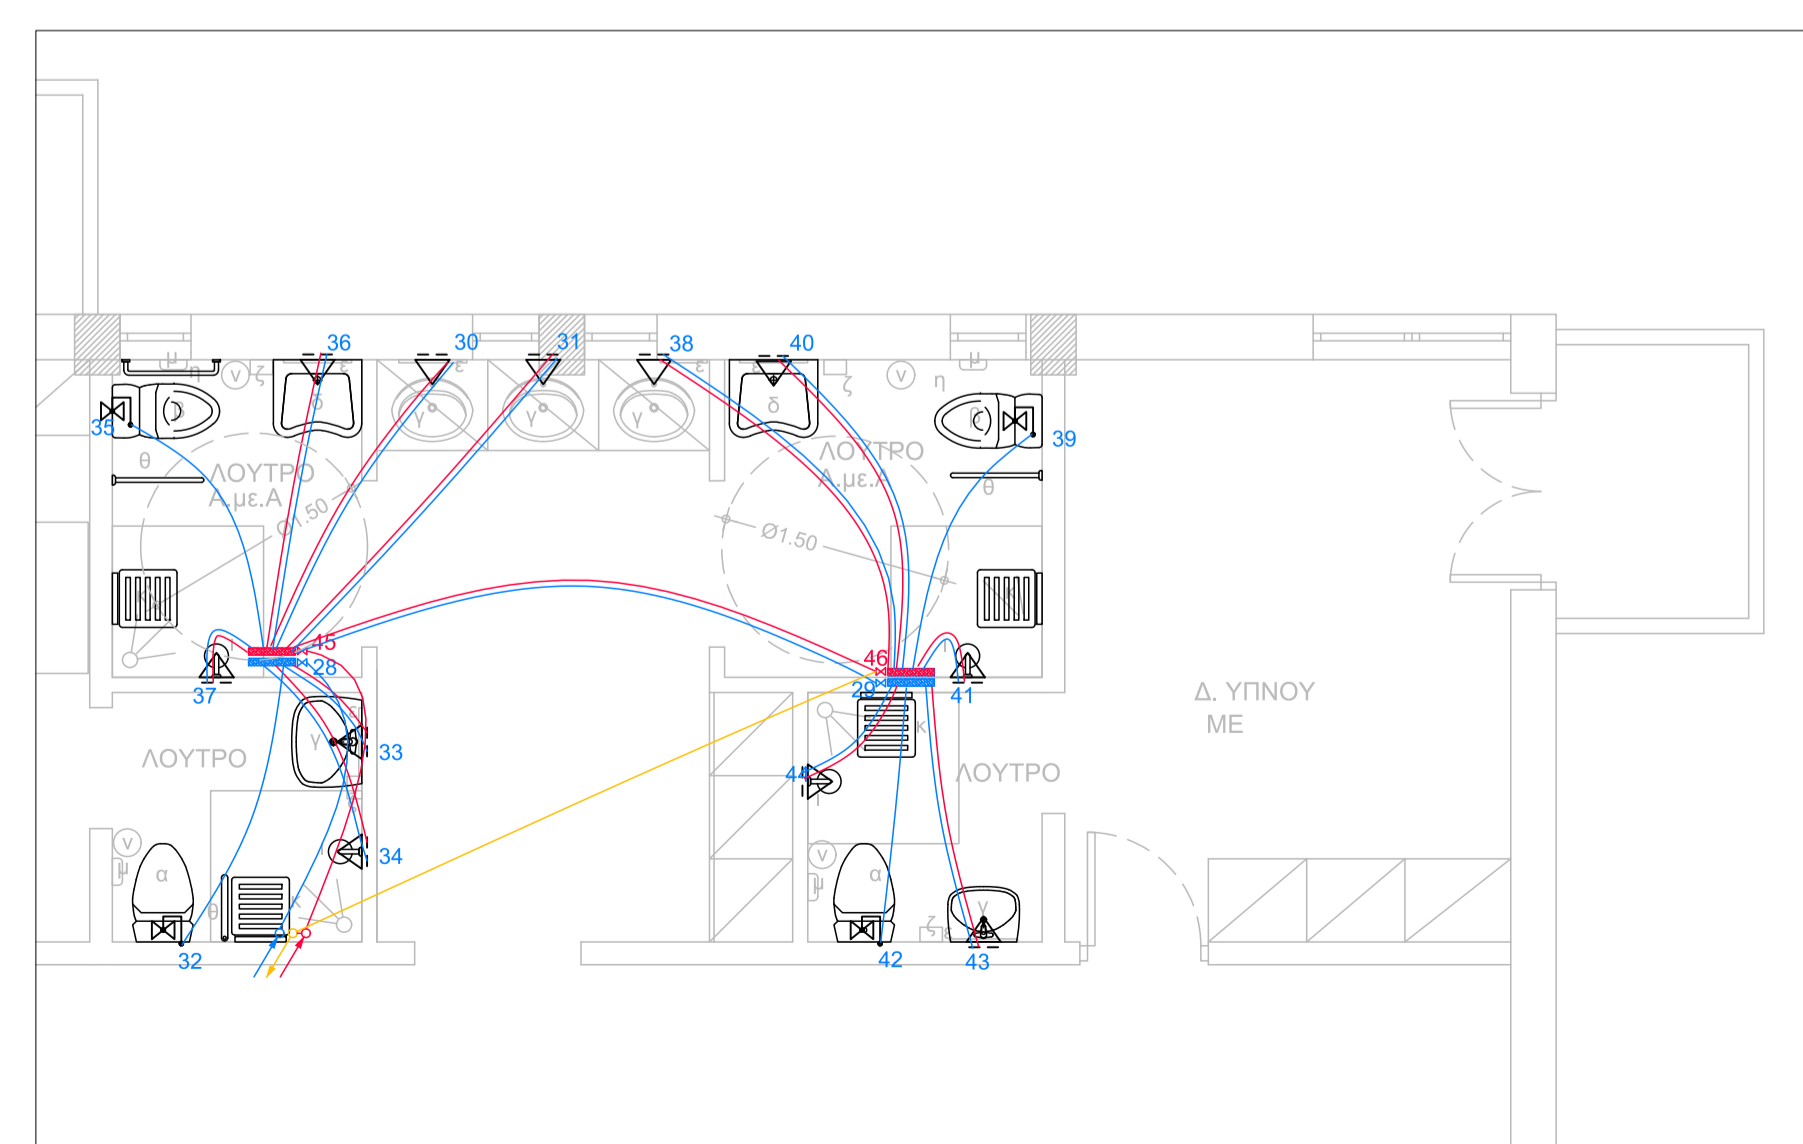 36
30
31
38
40
μ
η
ν
ζ
ε
ε
ε
ε
ζ
ν
η
μ
β
δ
γ
γ
γ
δ
β
35
39
θ
ΛΟΥΤΡΟ
Α.με.Α
Ø1.50
ΛΟΥΤΡΟ
Α.με.Α
Ø1.50
θ
κ
κ
ι
45
28
37
46
29
ι
41
Δ. ΥΠΝΟΥ
ΜΕ
ΛΟΥΤΡΟ
γ
33
κ
ΛΟΥΤΡΟ
44
ι
ν
μ
α
34
ν
μ
α
θ
κ
γ
ζ
ε
32
42
43